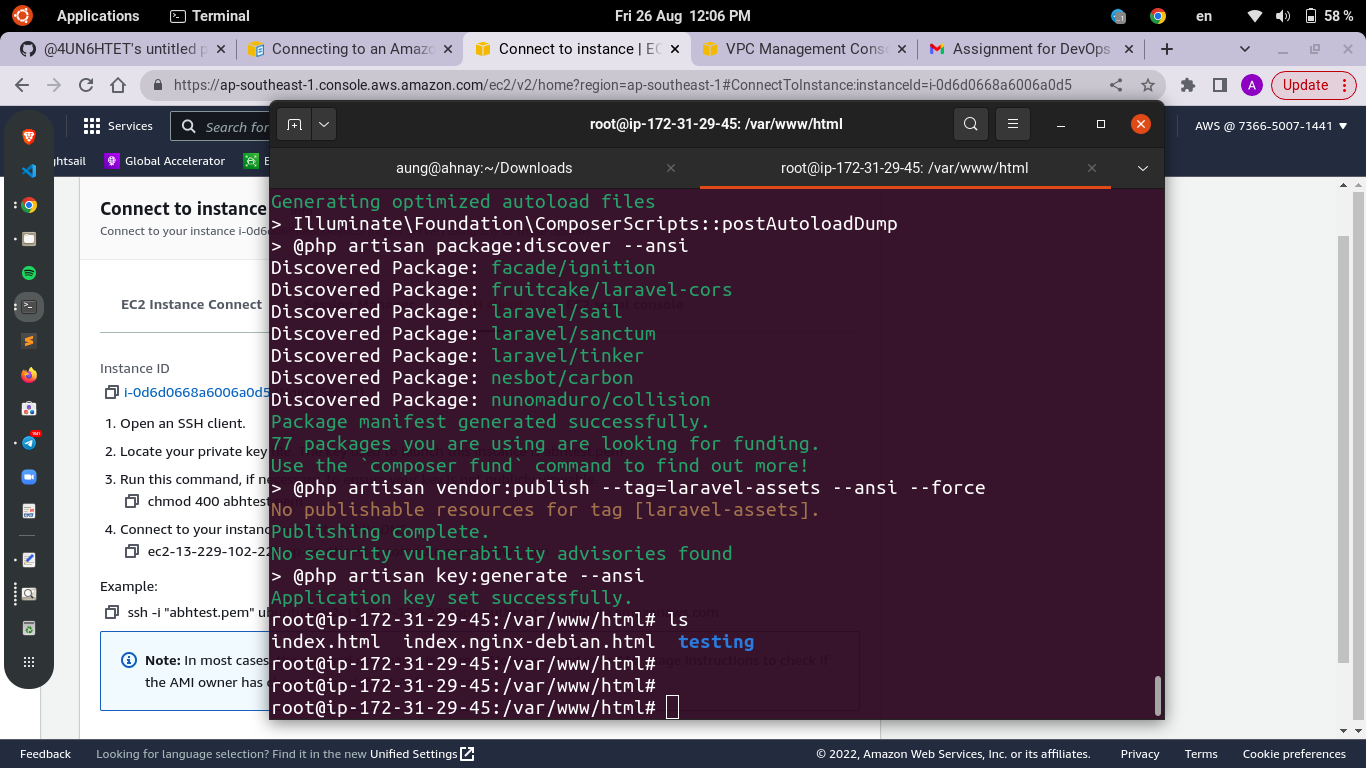 Applications Terminal Fri 26 Aug 12:06 PM en 58 %
@4UN6HTET's untitled p Connecting to an Amazo Connect to instance | EC VPC Management Cons Assignment for DevOps
https://ap-southeast-1.console.aws.amazon.com/ec2/v2/home?region=ap-southeast-1#ConnectToInstance:instanceId=i-0d6d0668a6006a0d5 A Update
Services Search for AWS @ 7366-5007-1441
ghtsail Global Accelerator E
root@ip-172-31-29-45: /var/www/html
aung@ahnay:~/Downloads root@ip-172-31-29-45: /var/www/html
Connect to instance
Connect to your instance i-0d6d
EC2 Instance Connect
Instance ID
i-0d6d0668a6006a0d5
1. Open an SSH client.
2. Locate your private key
3. Run this command, if ne
chmod 400 abhtest
4. Connect to your instanc
ec2-13-229-102-22
Example:
ssh -i "abhtest.pem" u
Note: In most cases
the AMI owner has
Generating optimized autoload files
> Illuminate\Foundation\ComposerScripts::postAutoloadDump
> @php artisan package:discover --ansi
Discovered Package: facade/ignition
Discovered Package: fruitcake/laravel-cors
Discovered Package: laravel/sail
Discovered Package: laravel/sanctum
Discovered Package: laravel/tinker
Discovered Package: nesbot/carbon
Discovered Package: nunomaduro/collision
Package manifest generated successfully.
77 packages you are using are looking for funding.
Use the `composer fund` command to find out more!
> @php artisan vendor:publish --tag=laravel-assets --ansi --force
No publishable resources for tag [laravel-assets].
Publishing complete.
No security vulnerability advisories found
> @php artisan key:generate --ansi
Application key set successfully.
root@ip-172-31-29-45:/var/www/html# ls
index.html index.nginx-debian.html testing
root@ip-172-31-29-45:/var/www/html#
root@ip-172-31-29-45:/var/www/html#
root@ip-172-31-29-45:/var/www/html#
Feedback Looking for language selection? Find it in the new Unified Settings © 2022, Amazon Web Services, Inc. or its affiliates. Privacy Terms Cookie preferences